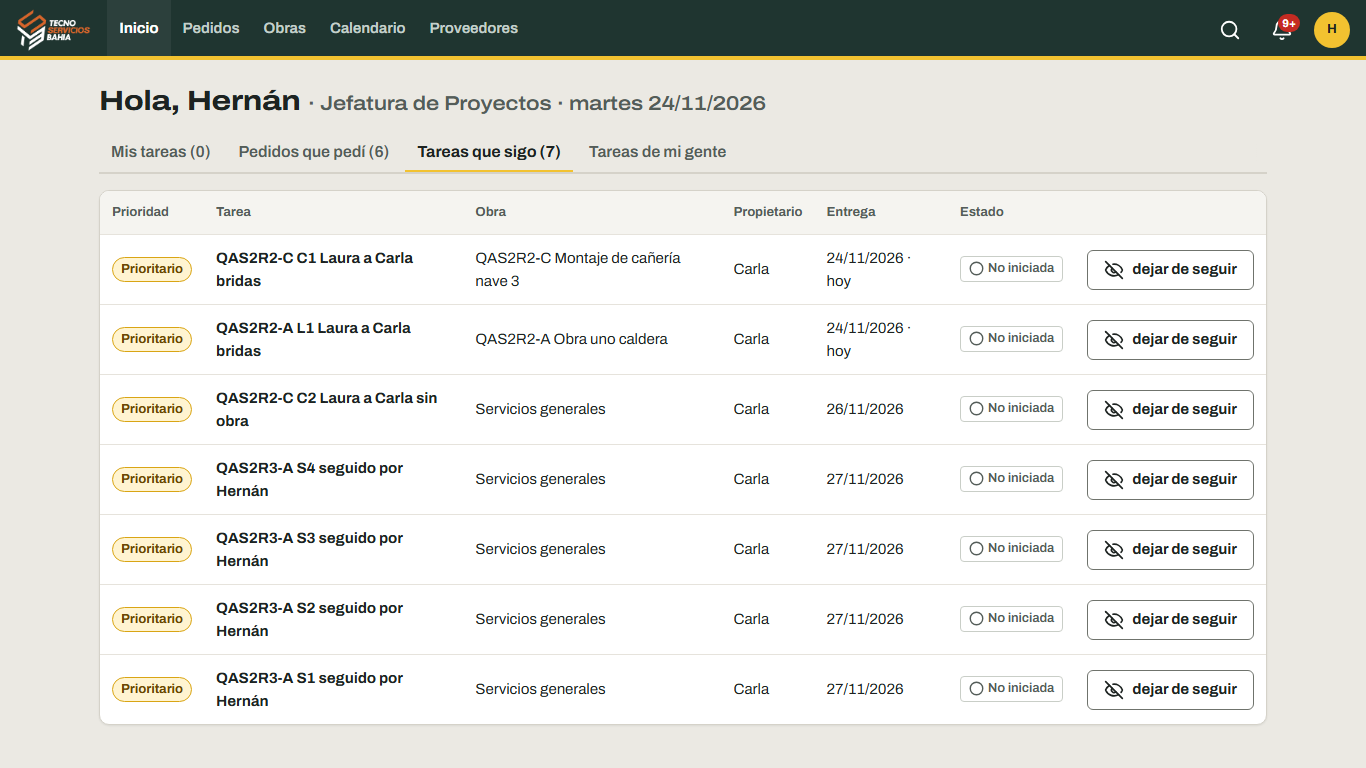 TECNO
SERVICIOS
BAHIA
Inicio
Pedidos
Obras
Calendario
Proveedores
9+
H
Hola, Hernán · Jefatura de Proyectos · martes 24/11/2026
Mis tareas (0)
Pedidos que pedí (6)
Tareas que sigo (7)
Tareas de mi gente
Prioridad Tarea Obra Propietario Entrega Estado
Prioritario
QAS2R2-C C1 Laura a Carla
bridas
QAS2R2-C Montaje de cañería
nave 3
Carla
24/11/2026 ·
hoy
No iniciada
dejar de seguir
Prioritario
QAS2R2-A L1 Laura a Carla
bridas
QAS2R2-A Obra uno caldera
Carla
24/11/2026 ·
hoy
No iniciada
dejar de seguir
Prioritario
QAS2R2-C C2 Laura a Carla sin
obra
Servicios generales
Carla
26/11/2026
No iniciada
dejar de seguir
Prioritario
QAS2R3-A S4 seguido por
Hernán
Servicios generales
Carla
27/11/2026
No iniciada
dejar de seguir
Prioritario
QAS2R3-A S3 seguido por
Hernán
Servicios generales
Carla
27/11/2026
No iniciada
dejar de seguir
Prioritario
QAS2R3-A S2 seguido por
Hernán
Servicios generales
Carla
27/11/2026
No iniciada
dejar de seguir
Prioritario
QAS2R3-A S1 seguido por
Hernán
Servicios generales
Carla
27/11/2026
No iniciada
dejar de seguir